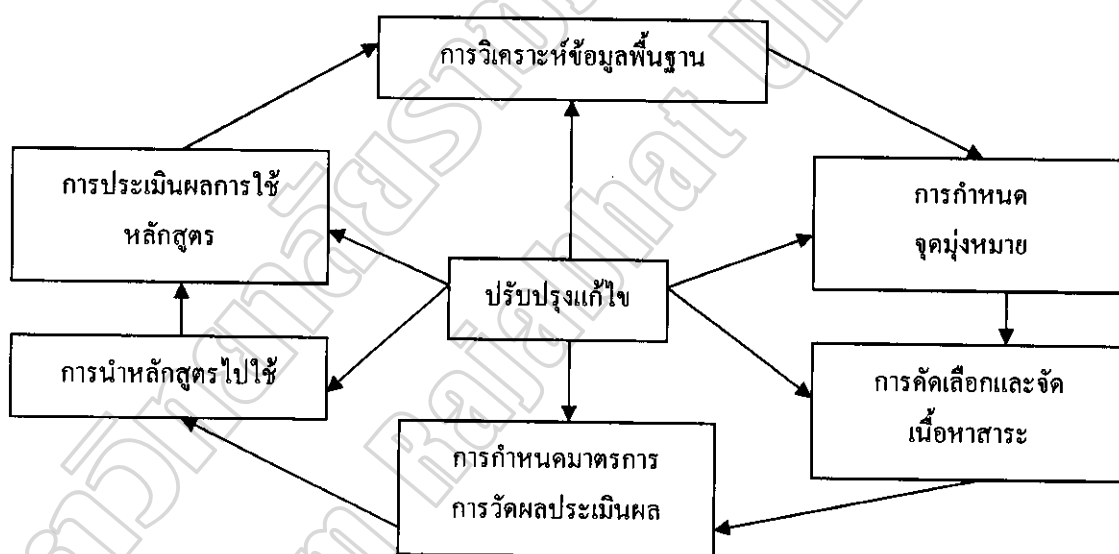 การวิเคราะห์ข้อมูลพื้นฐาน
การประเมินผลการใช้
หลักสูตร
การกำหนด
จุดมุ่งหมาย
ปรับปรุงแก้ไข
การนำหลักสูตรไปใช้
การคัดเลือกและจัด
เนื้อหาสาระ
การกำหนดมาตรการ
การวัดผลประเมินผล
Rajabhat